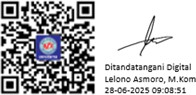 Ditandatangani Digital
Lelono Asmoro, M.Kom
28-06-2025 09:08:51